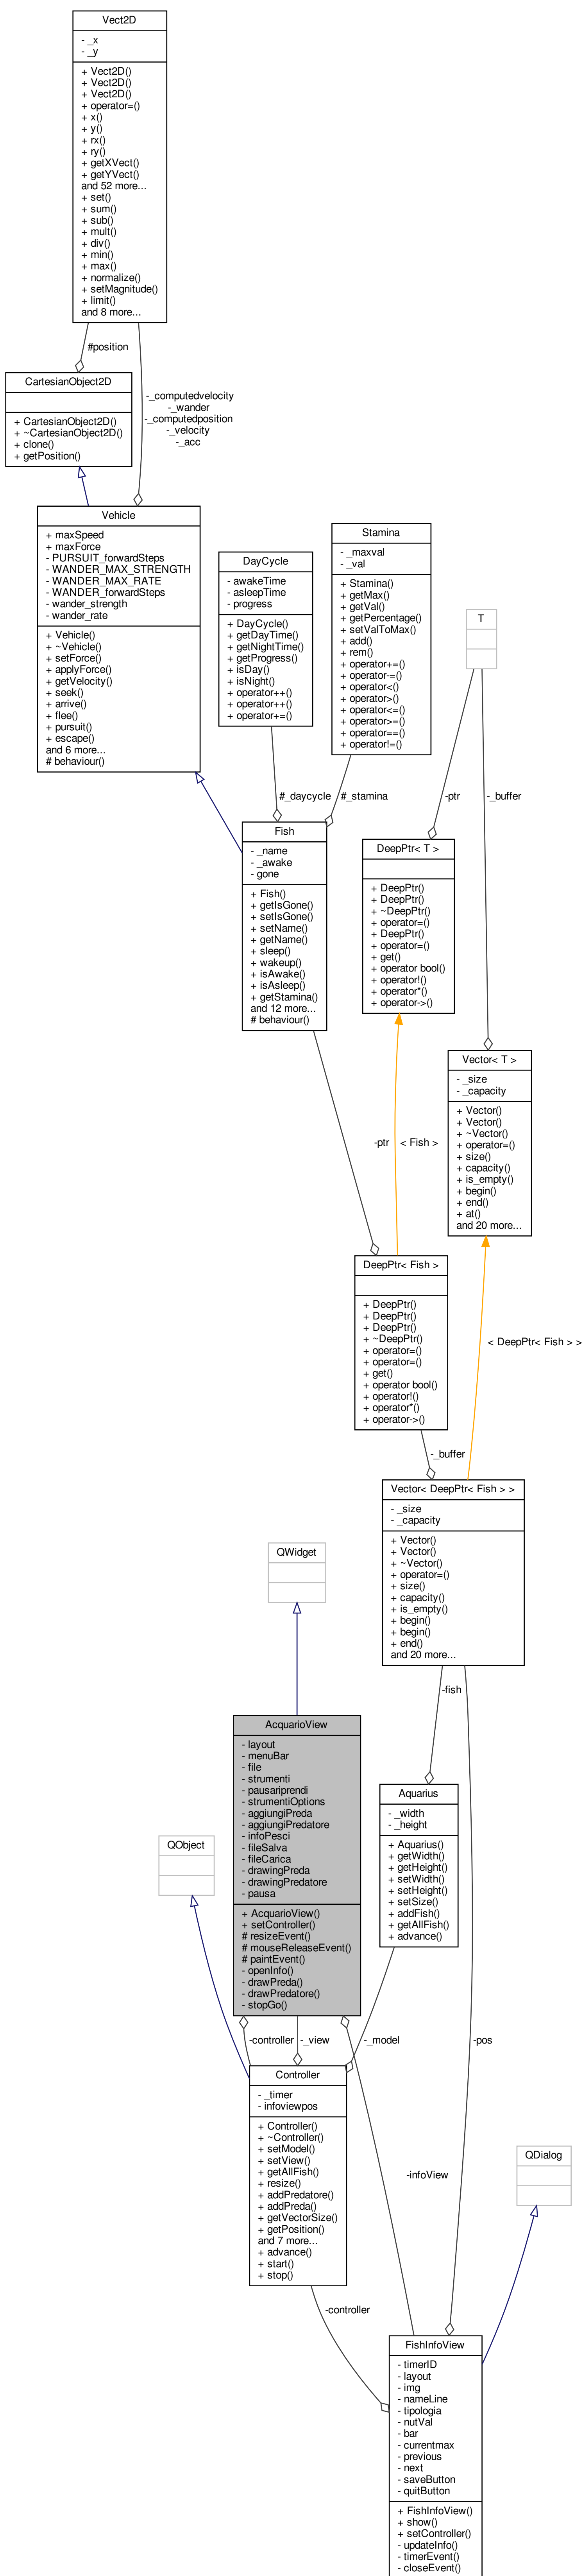 Vect2D
- _x
- _y
+ Vect2D()
+ Vect2D()
+ Vect2D()
+ operator=()
+ x()
+ y()
+ rx()
+ ry()
+ getXVect()
+ getYVect()
and 52 more...
+ set()
+ sum()
+ sub()
+ mult()
+ div()
+ min()
+ max()
+ normalize()
+ setMagnitude()
+ limit()
and 8 more...
#position
CartesianObject2D
+ CartesianObject2D()
+ ~CartesianObject2D()
+ clone()
+ getPosition()
-_computedvelocity
-_wander
-_computedposition
-_velocity
-_acc
Vehicle
+ maxSpeed
+ maxForce
- PURSUIT_forwardSteps
- WANDER_MAX_STRENGTH
- WANDER_MAX_RATE
- WANDER_forwardSteps
- wander_strength
- wander_rate
+ Vehicle()
+ ~Vehicle()
+ setForce()
+ applyForce()
+ getVelocity()
+ seek()
+ arrive()
+ flee()
+ pursuit()
+ escape()
and 6 more...
# behaviour()
DayCycle
- awakeTime
- asleepTime
- progress
+ DayCycle()
+ getDayTime()
+ getNightTime()
+ getProgress()
+ isDay()
+ isNight()
+ operator++()
+ operator++()
+ operator+=()
Stamina
- _maxval
- _val
+ Stamina()
+ getMax()
+ getVal()
+ getPercentage()
+ setValToMax()
+ add()
+ rem()
+ operator+=()
+ operator-=()
+ operator<()
+ operator>()
+ operator<=()
+ operator>=()
+ operator==()
+ operator!=()
T
#_daycycle
#_stamina
-ptr
-_buffer
Fish
- _name
- _awake
- gone
+ Fish()
+ getIsGone()
+ setIsGone()
+ setName()
+ getName()
+ sleep()
+ wakeup()
+ isAwake()
+ isAsleep()
+ getStamina()
and 12 more...
# behaviour()
DeepPtr< T >
+ DeepPtr()
+ DeepPtr()
+ ~DeepPtr()
+ operator=()
+ DeepPtr()
+ operator=()
+ get()
+ operator bool()
+ operator!()
+ operator*()
+ operator->()
Vector< T >
- _size
- _capacity
+ Vector()
+ Vector()
+ ~Vector()
+ operator=()
+ size()
+ capacity()
+ is_empty()
+ begin()
+ end()
+ at()
and 20 more...
-ptr
< Fish >
DeepPtr< Fish >
+ DeepPtr()
+ DeepPtr()
+ DeepPtr()
+ ~DeepPtr()
+ operator=()
+ operator=()
+ get()
+ operator bool()
+ operator!()
+ operator*()
+ operator->()
< DeepPtr< Fish > >
-_buffer
Vector< DeepPtr< Fish > >
- _size
- _capacity
+ Vector()
+ Vector()
+ ~Vector()
+ operator=()
+ size()
+ capacity()
+ is_empty()
+ begin()
+ begin()
+ end()
and 20 more...
QWidget
-fish
AcquarioView
- layout
- menuBar
- file
- strumenti
- pausariprendi
- strumentiOptions
- aggiungiPreda
- aggiungiPredatore
- infoPesci
- fileSalva
- fileCarica
- drawingPreda
- drawingPredatore
- pausa
+ AcquarioView()
+ setController()
# resizeEvent()
# mouseReleaseEvent()
# paintEvent()
- openInfo()
- drawPreda()
- drawPredatore()
- stopGo()
Aquarius
- _width
- _height
+ Aquarius()
+ getWidth()
+ getHeight()
+ setWidth()
+ setHeight()
+ setSize()
+ addFish()
+ getAllFish()
+ advance()
QObject
-controller
-_view
-_model
-pos
Controller
- _timer
- infoviewpos
+ Controller()
+ ~Controller()
+ setModel()
+ setView()
+ getAllFish()
+ resize()
+ addPredatore()
+ addPreda()
+ getVectorSize()
+ getPosition()
and 7 more...
+ advance()
+ start()
+ stop()
-infoView
QDialog
-controller
FishInfoView
- timerID
- layout
- img
- nameLine
- tipologia
- nutVal
- bar
- currentmax
- previous
- next
- saveButton
- quitButton
+ FishInfoView()
+ show()
+ setController()
- updateInfo()
- timerEvent()
- closeEvent()